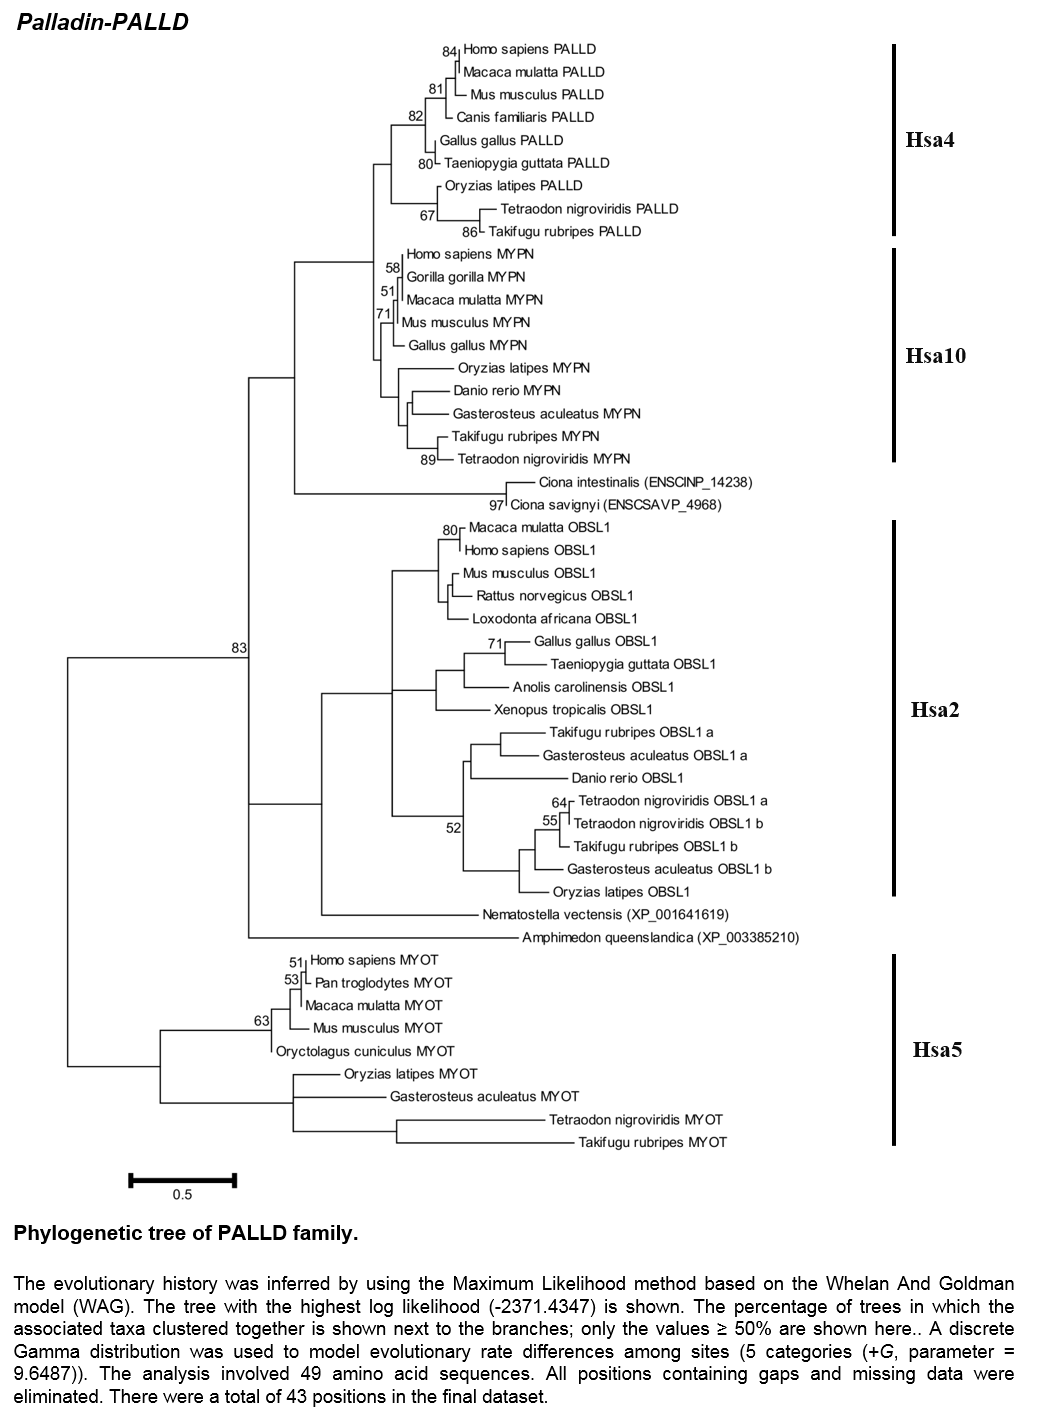 Palladin-PALLD
84 Homo sapiens PALLD
Macaca mulatta PALLD
81 Mus musculus PALLD
82 Canis familiaris PALLD
Hsa4
Gallus gallus PALLD
80 Taeniopygia guttata PALLD
Oryzias latipes PALLD
67 Tetraodon nigroviridis PALLD
86 Takifugu rubripes PALLD
Homo sapiens MYPN
58 Gorilla gorilla MYPN
51 Macaca mulatta MYPN
71 Mus musculus MYPN
Gallus gallus MYPN
Hsa10
Oryzias latipes MYPN
Danio rerio MYPN
Gasterosteus aculeatus MYPN
Takifugu rubripes MYPN
89 Tetraodon nigroviridis MYPN
Ciona intestinalis (ENSCINP_14238)
97 Ciona savignyi (ENSCSAVP_4968)
80 Macaca mulatta OBSL1
Homo sapiens OBSL1
Mus musculus OBSL1
Rattus norvegicus OBSL1
Loxodonta africana OBSL1
71 Gallus gallus OBSL1
83
Taeniopygia guttata OBSL1
Anolis carolinensis OBSL1
Xenopus tropicalis OBSL1
Hsa2
Takifugu rubripes OBSL1 a
Gasterosteus aculeatus OBSL1 a
Danio rerio OBSL1
64 Tetraodon nigroviridis OBSL1 a
52 55 Tetraodon nigroviridis OBSL1 b
Takifugu rubripes OBSL1 b
Gasterosteus aculeatus OBSL1 b
Oryzias latipes OBSL1
Nematostella vectensis (XP_001641619)
Amphimedon queenslandica (XP_003385210)
51 Homo sapiens MYOT
53 Pan troglodytes MYOT
Macaca mulatta MYOT
63 Mus musculus MYOT
Oryctolagus cuniculus MYOT
Hsa5
Oryzias latipes MYOT
Gasterosteus aculeatus MYOT
Tetraodon nigroviridis MYOT
Takifugu rubripes MYOT
0.5
Phylogenetic tree of PALLD family.
The evolutionary history was inferred by using the Maximum Likelihood method based on the Whelan And Goldman
model (WAG). The tree with the highest log likelihood (-2371.4347) is shown. The percentage of trees in which the
associated taxa clustered together is shown next to the branches; only the values ≥ 50% are shown here.. A discrete
Gamma distribution was used to model evolutionary rate differences among sites (5 categories (+G, parameter =
9.6487)). The analysis involved 49 amino acid sequences. All positions containing gaps and missing data were
eliminated. There were a total of 43 positions in the final dataset.